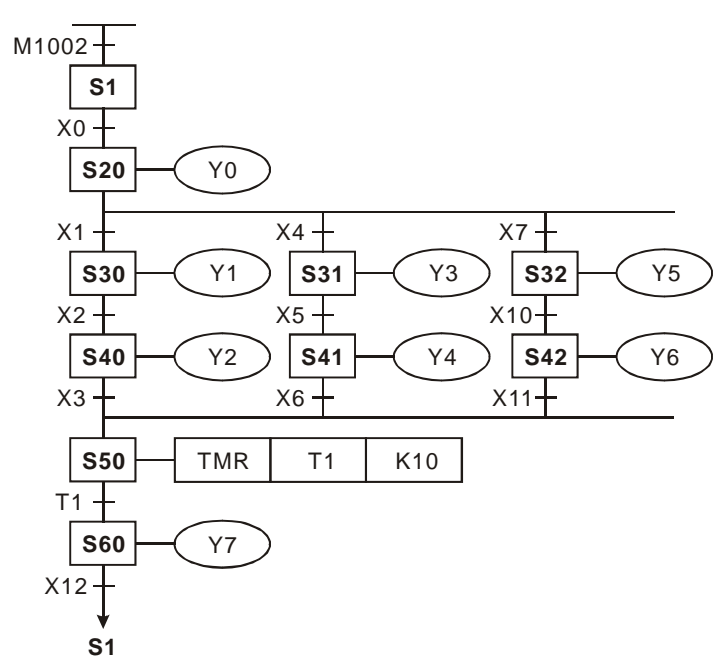 M1002
S1
X0
S20 Y0
X1 X4 X7
S30 Y1 S31 Y3 S32 Y5
X2 X5 X10
S40 Y2 S41 Y4 S42 Y6
X3 X6 X11
S50 TMR T1 K10
T1
S60 Y7
X12
S1